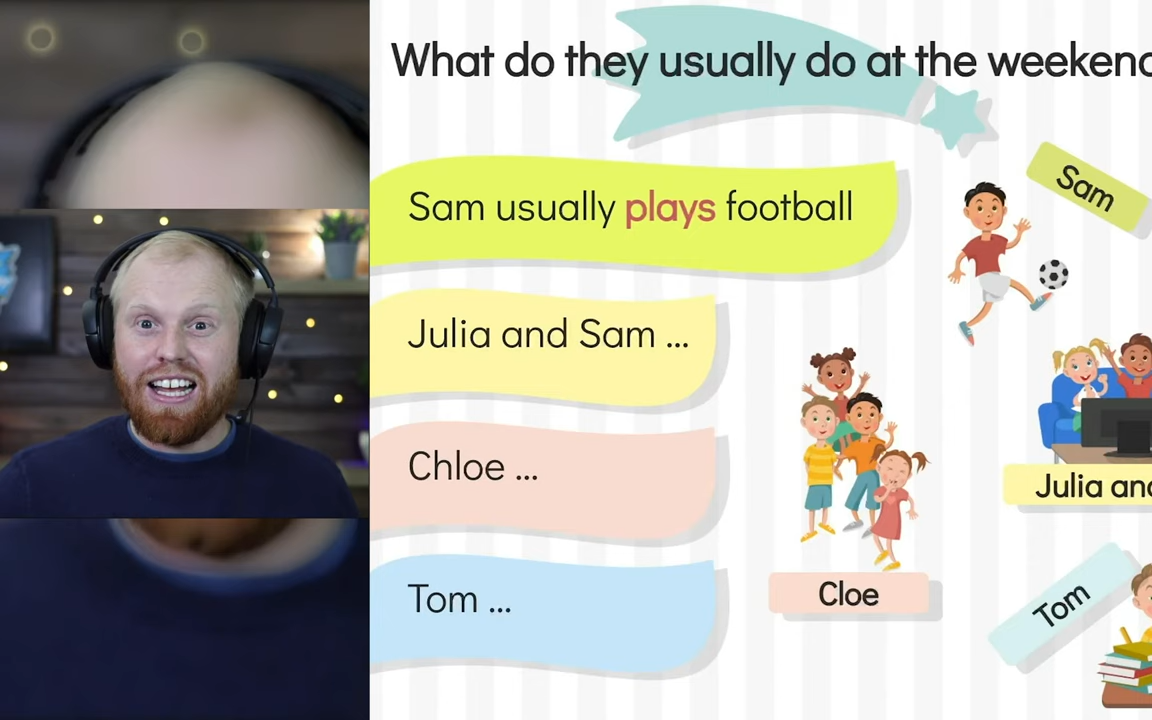 What do they usually do at the weekend
Sam usually plays football
Julia and Sam ...
Chloe ...
Tom ...
Sam
Julia and
Cloe
Tom